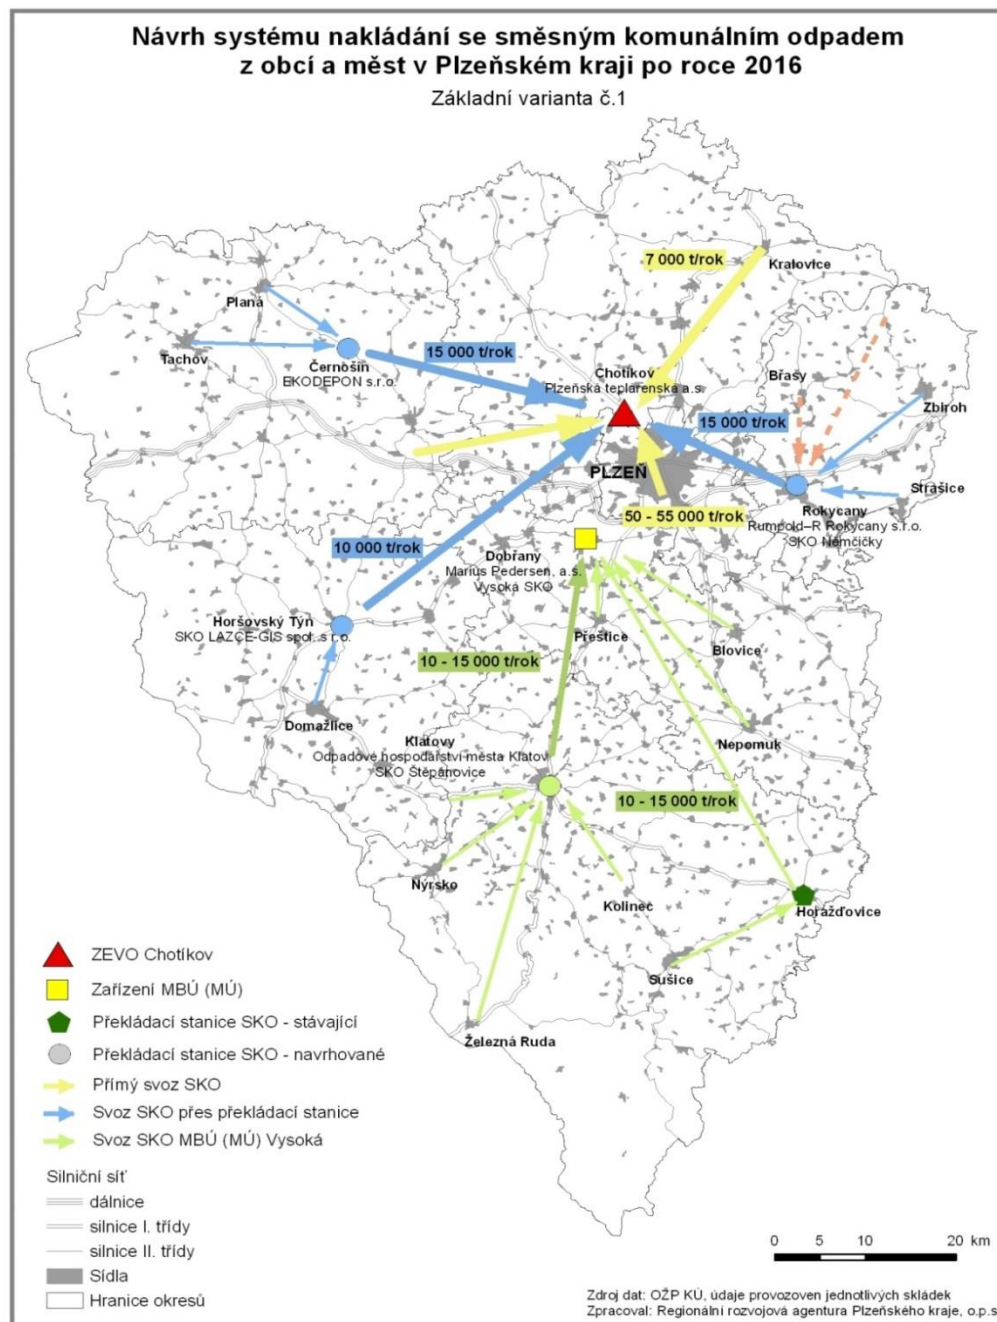 Návrh systému nakládání se směsným komunálním odpadem
z obcí a měst v Plzeňském kraji po roce 2016
Základní varianta č.1
7 000 t/rok
Kralovice
Planá
Tachov
Černošín
EKODEPON s.r.o.
15 000 t/rok
Chotíkov
Plzeňská teplárenská a.s.
Břasy
Zbiroh
15 000 t/rok
PLZEŇ
Strašice
Rokycany
Rumpold–R Rokycany s.r.o.
SKO Němčičky
50 - 55 000 t/rok
10 000 t/rok
Dobřany
Marius Pedersen, a.s.
Vysoká SKO
Horšovský Týn
SKO LAZCE-GIS spol. s r.o.
Přeštice
Blovice
10 - 15 000 t/rok
Domažlice
Nepomuk
Klatovy
Odpadové hospodářství města Klatov
SKO Štěpánovice
10 - 15 000 t/rok
Nýrsko
Kolinec
Horažďovice
Sušice
Železná Ruda
ZEVO Chotíkov
Zařízení MBÚ (MÚ)
Překládací stanice SKO - stávající
Překládací stanice SKO - navrhované
Přímý svoz SKO
Svoz SKO přes překládací stanice
Svoz SKO MBÚ (MÚ) Vysoká
Silniční síť
dálnice
silnice I. třídy
silnice II. třídy
Sídla
Hranice okresů
0 5 10 20 km
Zdroj dat: OŽP KÚ, údaje provozoven jednotlivých skládek
Zpracoval: Regionální rozvojová agentura Plzeňského kraje, o.p.s